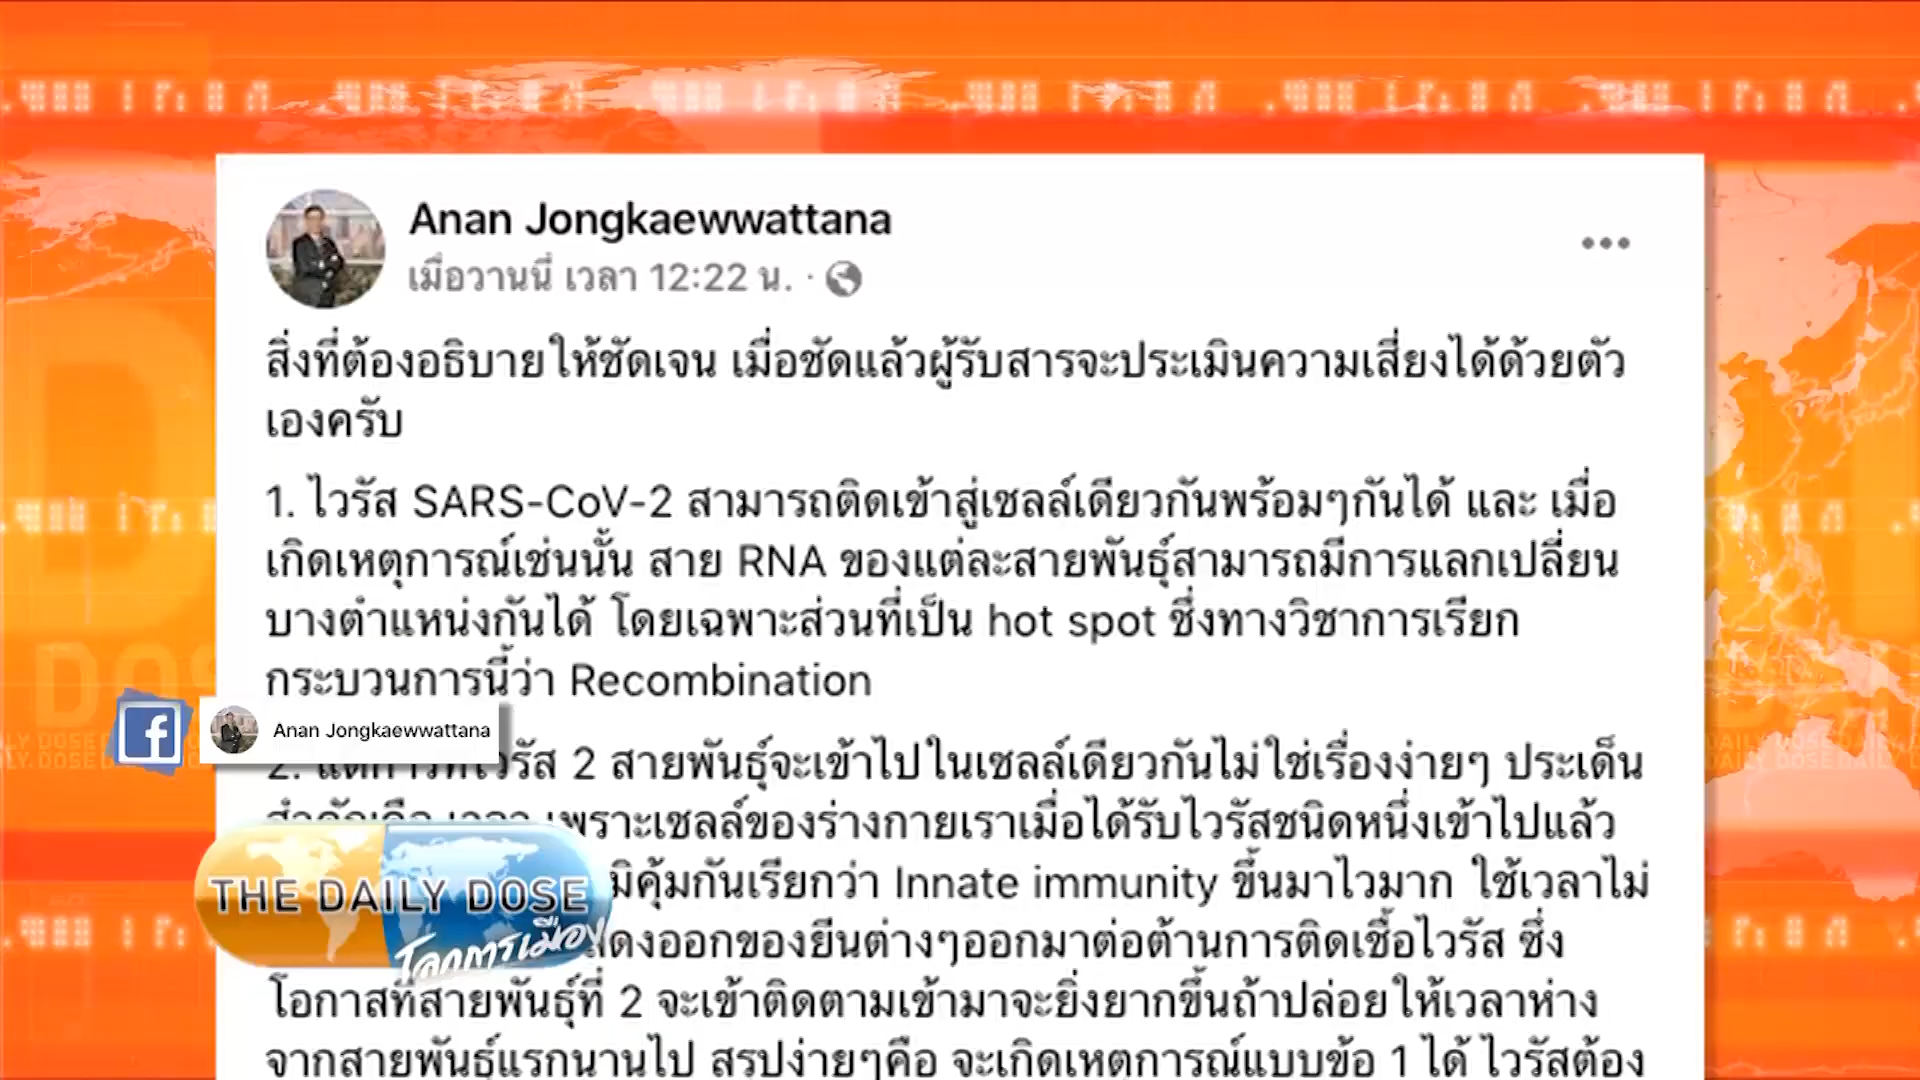 Anan Jongkaewwattana
เมื่อวานนี้ เวลา 12:22 น. ·
สิ่งที่ต้องอธิบายให้ชัดเจน เมื่อชัดแล้วผู้รับสารจะประเมินความเสี่ยงได้ด้วยตัว
เองครับ
1. ไวรัส SARS-CoV-2 สามารถติดเข้าสู่เซลล์เดียวกันพร้อมๆกันได้ และ เมื่อ
เกิดเหตุการณ์เช่นนั้น สาย RNA ของแต่ละสายพันธุ์สามารถมีการแลกเปลี่ยน
บางตำแหน่งกันได้ โดยเฉพาะส่วนที่เป็น hot spot ซึ่งทางวิชาการเรียก
กระบวนการนี้ว่า Recombination
Anan Jongkaewwattana
2. แต่การที่ไวรัส 2 สายพันธุ์จะเข้าไปในเซลล์เดียวกันไม่ใช่เรื่องง่ายๆ ประเด็น
เพราะเซลล์ของร่างกายเราเมื่อได้รับไวรัสชนิดหนึ่งเข้าไปแล้ว
มิคุ้มกันเรียกว่า Innate immunity ขึ้นมาไวมาก ใช้เวลาไม่
THE DAILY DOSE
โลกการเมือง
ดงออกของยีนต่างๆออกมาต่อต้านการติดเชื้อไวรัส ซึ่ง
โอกาสที่สายพันธุ์ที่ 2 จะเข้าติดตามเข้ามาจะยิ่งยากขึ้นถ้าปล่อยให้เวลาห่าง
จากสายพันธุ์แรกนานไป สรุปง่ายๆคือ จะเกิดเหตุการณ์แบบข้อ 1 ได้ ไวรัสต้อง